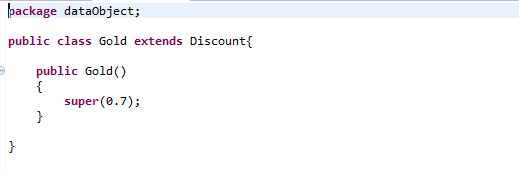 package dataObject;
public class Gold extends Discount{
public Gold()
{
super(0.7);
}
}